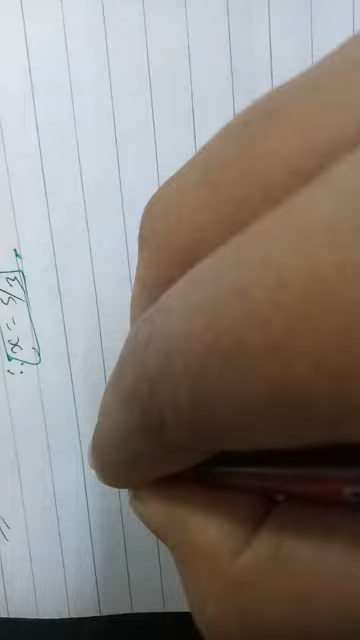 ∴ x = 5/3